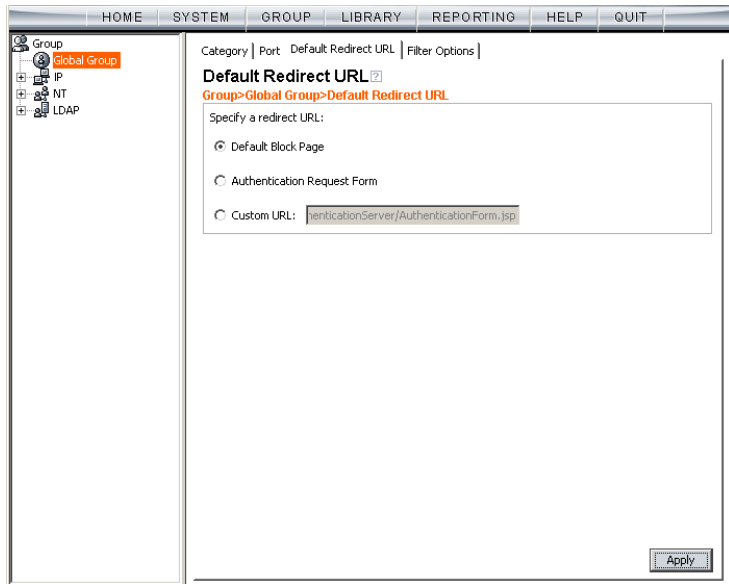 HOME SYSTEM GROUP LIBRARY REPORTING HELP QUIT
Group
Global Group
IP
NT
LDAP
Category Port Default Redirect URL Filter Options
Default Redirect URL ?
Group>Global Group>Default Redirect URL
Specify a redirect URL:
Default Block Page
Authentication Request Form
Custom URL: henticationServer/AuthenticationForm.jsp
Apply